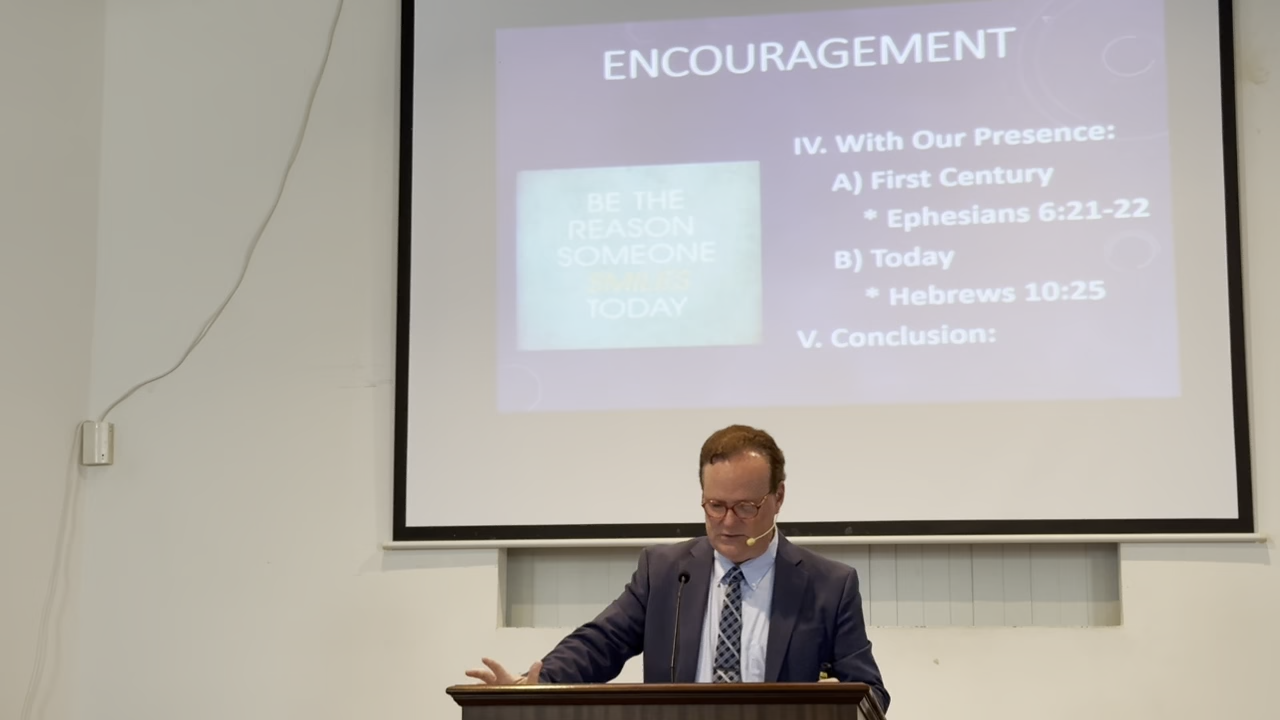 ENCOURAGEMENT
BE THE
REASON
SOMEONE
SMILES
TODAY
IV. With Our Presence:
A) First Century
* Ephesians 6:21-22
B) Today
* Hebrews 10:25
V. Conclusion: